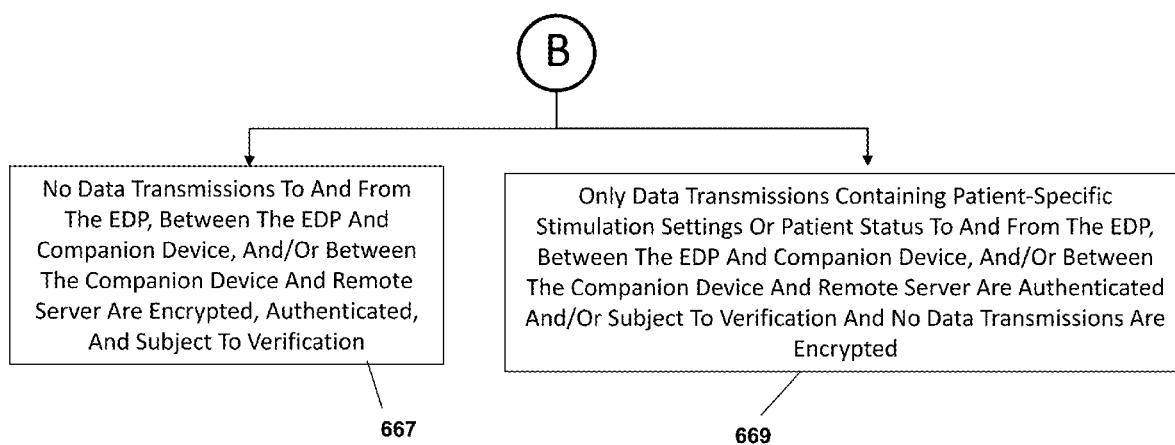 B
No Data Transmissions To And From
The EDP, Between The EDP And
Companion Device, And/Or Between
The Companion Device And Remote
Server Are Encrypted, Authenticated,
And Subject To Verification
667
Only Data Transmissions Containing Patient-Specific
Stimulation Settings Or Patient Status To And From The EDP,
Between The EDP And Companion Device, And/Or Between
The Companion Device And Remote Server Are Authenticated
And/Or Subject To Verification And No Data Transmissions Are
Encrypted
669